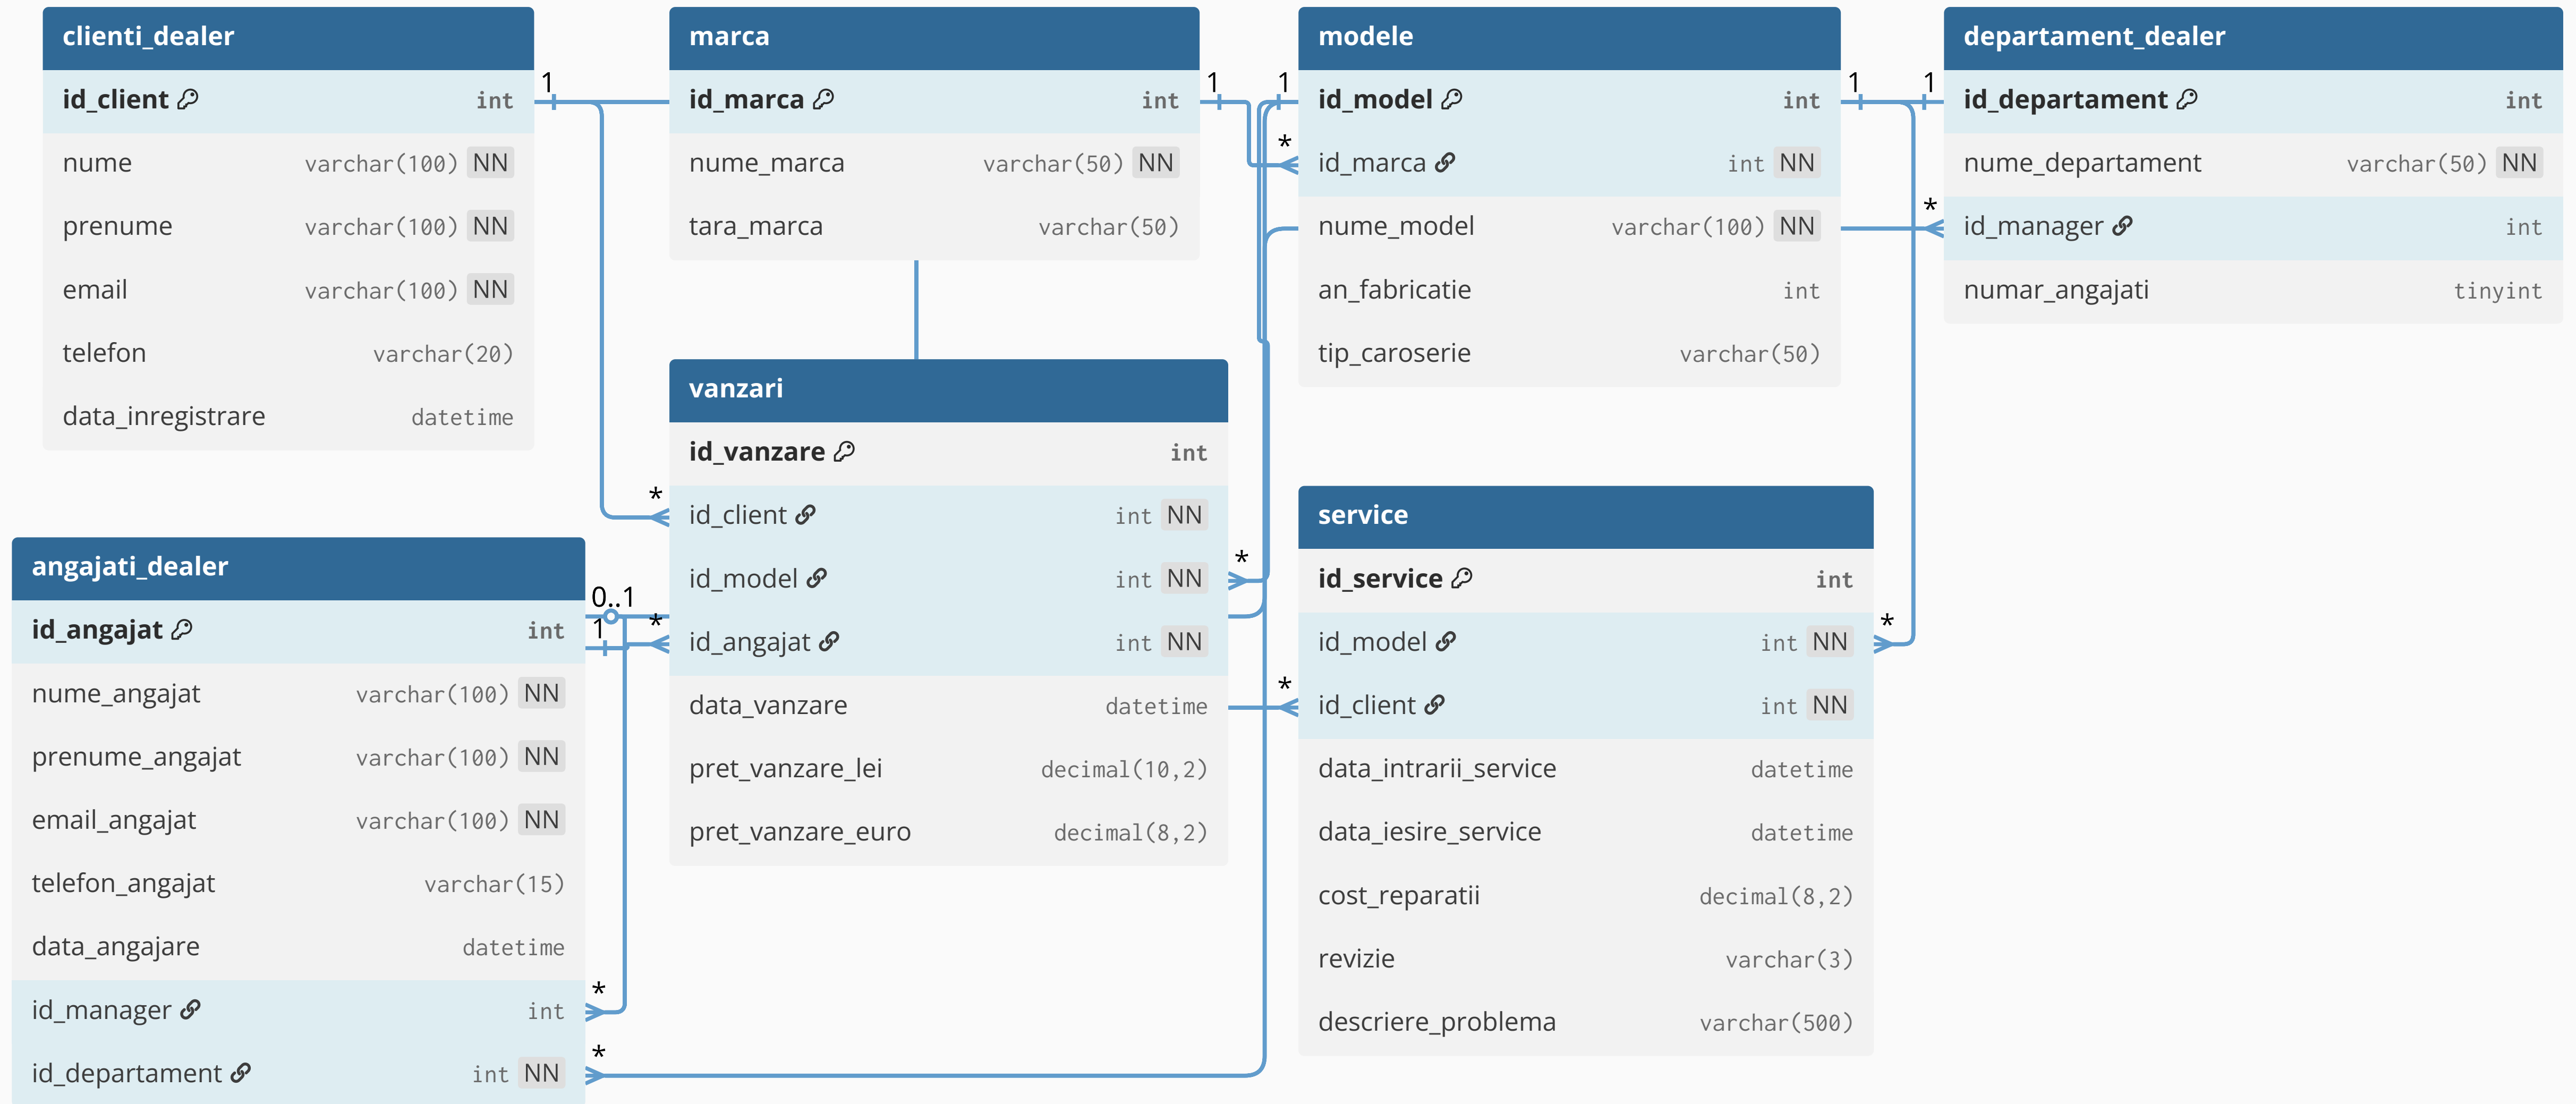 clienti_dealer
id_client int
nume varchar(100) NN
prenume varchar(100) NN
email varchar(100) NN
telefon varchar(20)
data_inregistrare datetime
1
marca
id_marca int
nume_marca varchar(50) NN
tara_marca varchar(50)
1
1
*
modele
id_model int
id_marca int NN
nume_model varchar(100) NN
an_fabricatie int
tip_caroserie varchar(50)
1
1
*
departament_dealer
id_departament int
nume_departament varchar(50) NN
id_manager int
numar_angajati tinyint
angajati_dealer
id_angajat int
nume_angajat varchar(100) NN
prenume_angajat varchar(100) NN
email_angajat varchar(100) NN
telefon_angajat varchar(15)
data_angajare datetime
id_manager int
id_departament int NN
0..1
1
*
*
*
*
vanzari
id_vanzare int
id_client int NN
id_model int NN
id_angajat int NN
data_vanzare datetime
pret_vanzare_lei decimal(10,2)
pret_vanzare_euro decimal(8,2)
*
*
service
id_service int
id_model int NN
id_client int NN
data_intrarii_service datetime
data_iesire_service datetime
cost_reparatii decimal(8,2)
revizie varchar(3)
descriere_problema varchar(500)
*